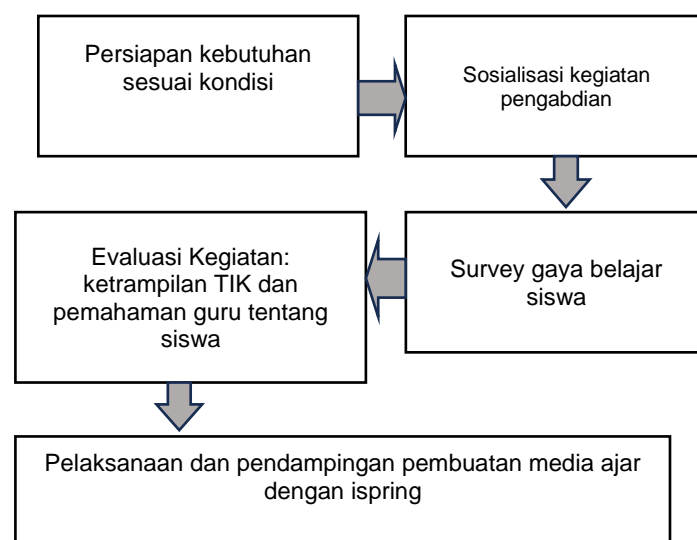 Persiapan kebutuhan
sesuai kondisi
Sosialisasi kegiatan
pengabdian
Survey gaya belajar
siswa
Evaluasi Kegiatan:
ketrampilan TIK dan
pemahaman guru tentang
siswa
Pelaksanaan dan pendampingan pembuatan media ajar
dengan ispring